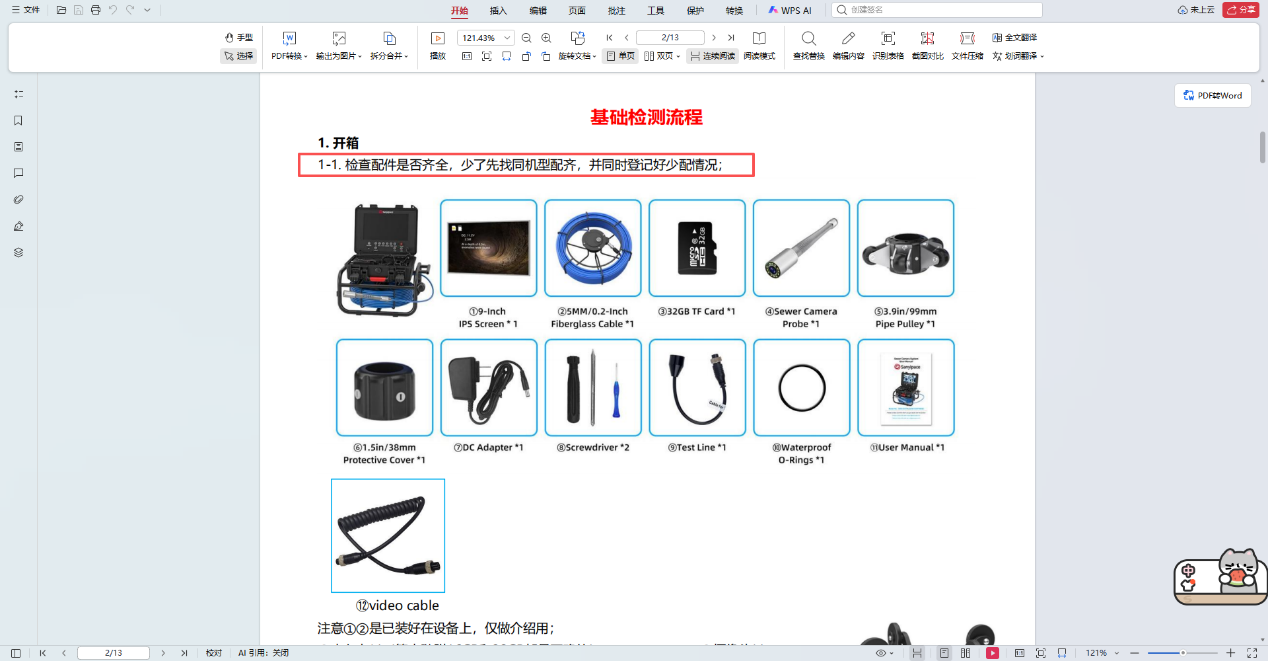 文件
开始 插入 编辑 页面 批注 工具 保护 转换 WPS AI 创建签名 未上云 分享
手型 选择 PDF转换 输出为图片 拆分合并 播放 121.43% 旋转文档 2/13 单页 双页 连续阅读 阅读模式 查找替换 编辑内容 识别表格 截图对比 文件压缩 全文翻译 划词翻译
PDF转Word
基础检测流程
1. 开箱
1-1. 检查配件是否齐全，少了先找同机型配齐，并同时登记好少配情况；
①9-Inch
IPS Screen * 1
②5MM/0.2-Inch
Fiberglass Cable *1
③32GB TF Card *1
④Sewer Camera
Probe *1
⑤3.9in/99mm
Pipe Pulley *1
⑥1.5in/38mm
Protective Cover *1
⑦DC Adapter *1
⑧Screwdriver *2
⑨Test Line *1
⑩Waterproof
O-Rings *1
⑪User Manual *1
⑫video cable
注意①②是已装好在设备上，仅做介绍用；
中
2/13 校对 AI 引用：关闭 121%